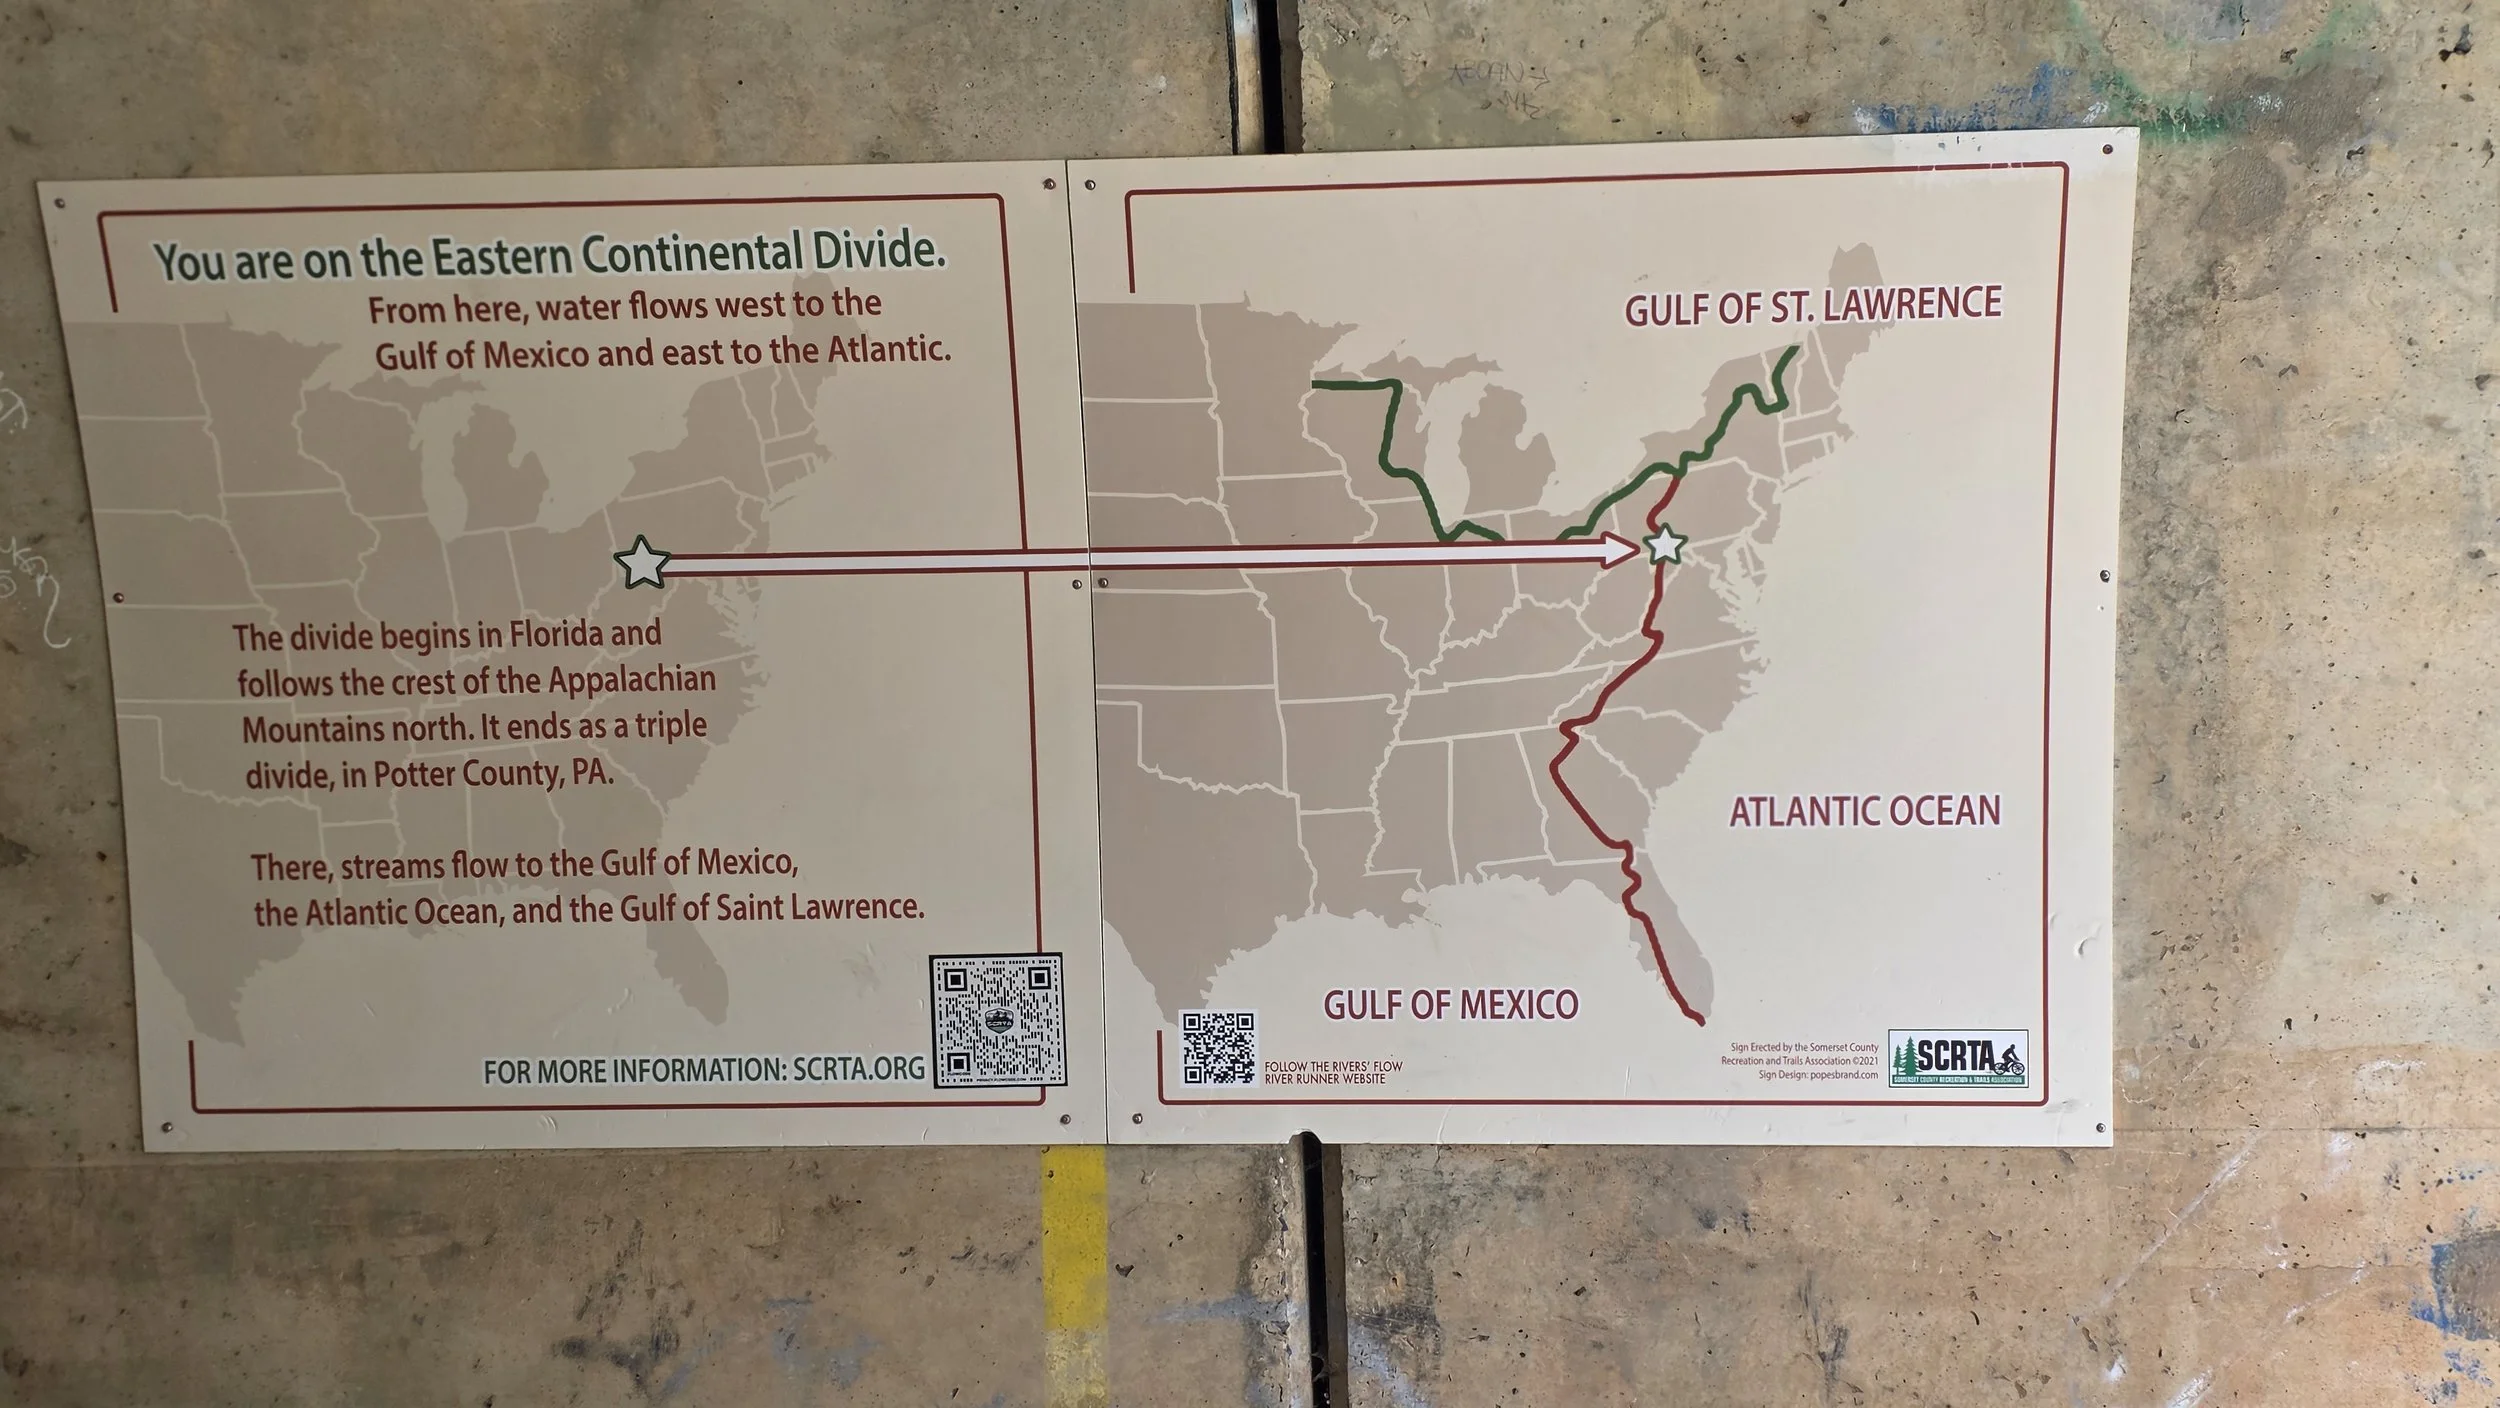 You are on the Eastern Continental Divide.
From here, water flows west to the
Gulf of Mexico and east to the Atlantic.
The divide begins in Florida and
follows the crest of the Appalachian
Mountains north. It ends as a triple
divide, in Potter County, PA.
There, streams flow to the Gulf of Mexico,
the Atlantic Ocean, and the Gulf of Saint Lawrence.
FOR MORE INFORMATION: SCRTA.ORG
GULF OF ST. LAWRENCE
ATLANTIC OCEAN
GULF OF MEXICO
FOLLOW THE RIVERS' FLOW
RIVER RUNNER WEBSITE
Sign Erected by the Somerset County
Recreation and Trails Association ©2021
Sign Design: popesbrand.com
SCRTA
SOMERSET COUNTY RECREATION & TRAILS ASSOCIATION